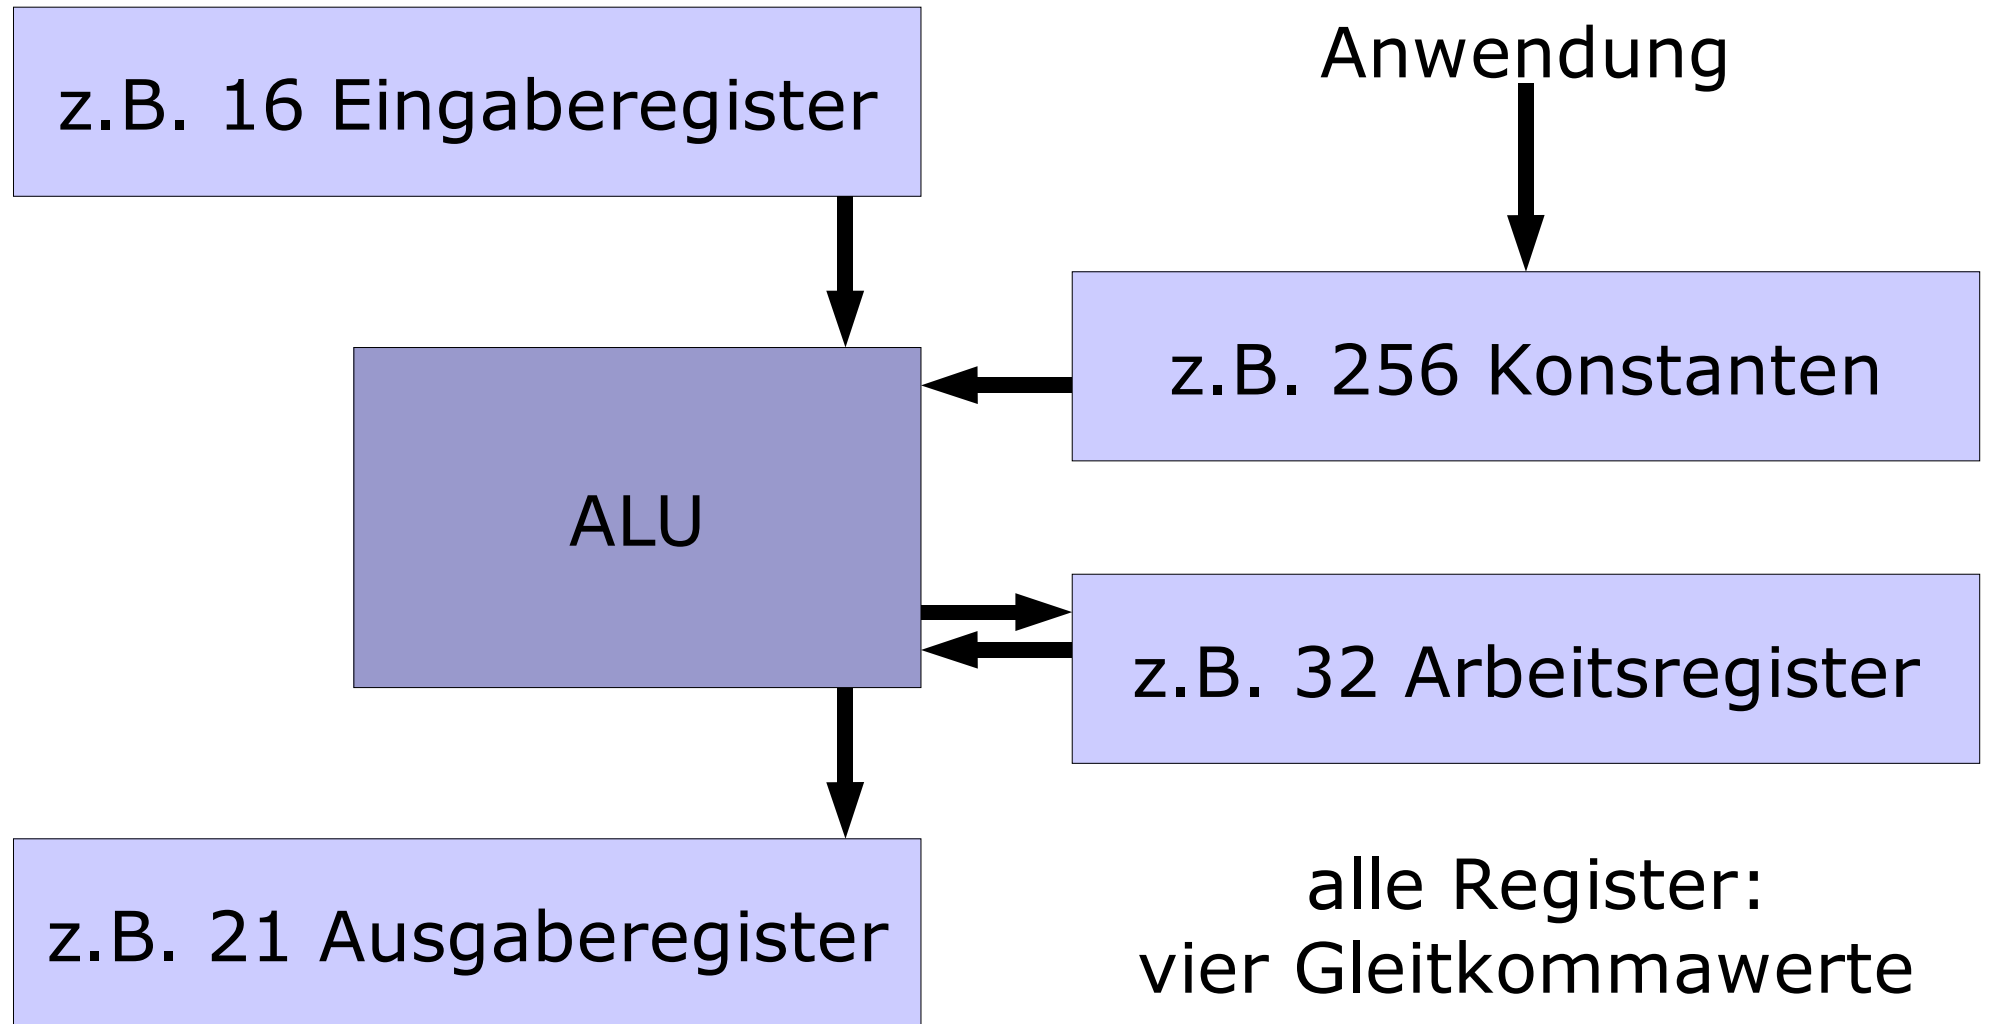 z.B. 16 Eingaberegister
Anwendung
z.B. 256 Konstanten
ALU
z.B. 32 Arbeitsregister
z.B. 21 Ausgaberegister
alle Register:
vier Gleitkommawerte